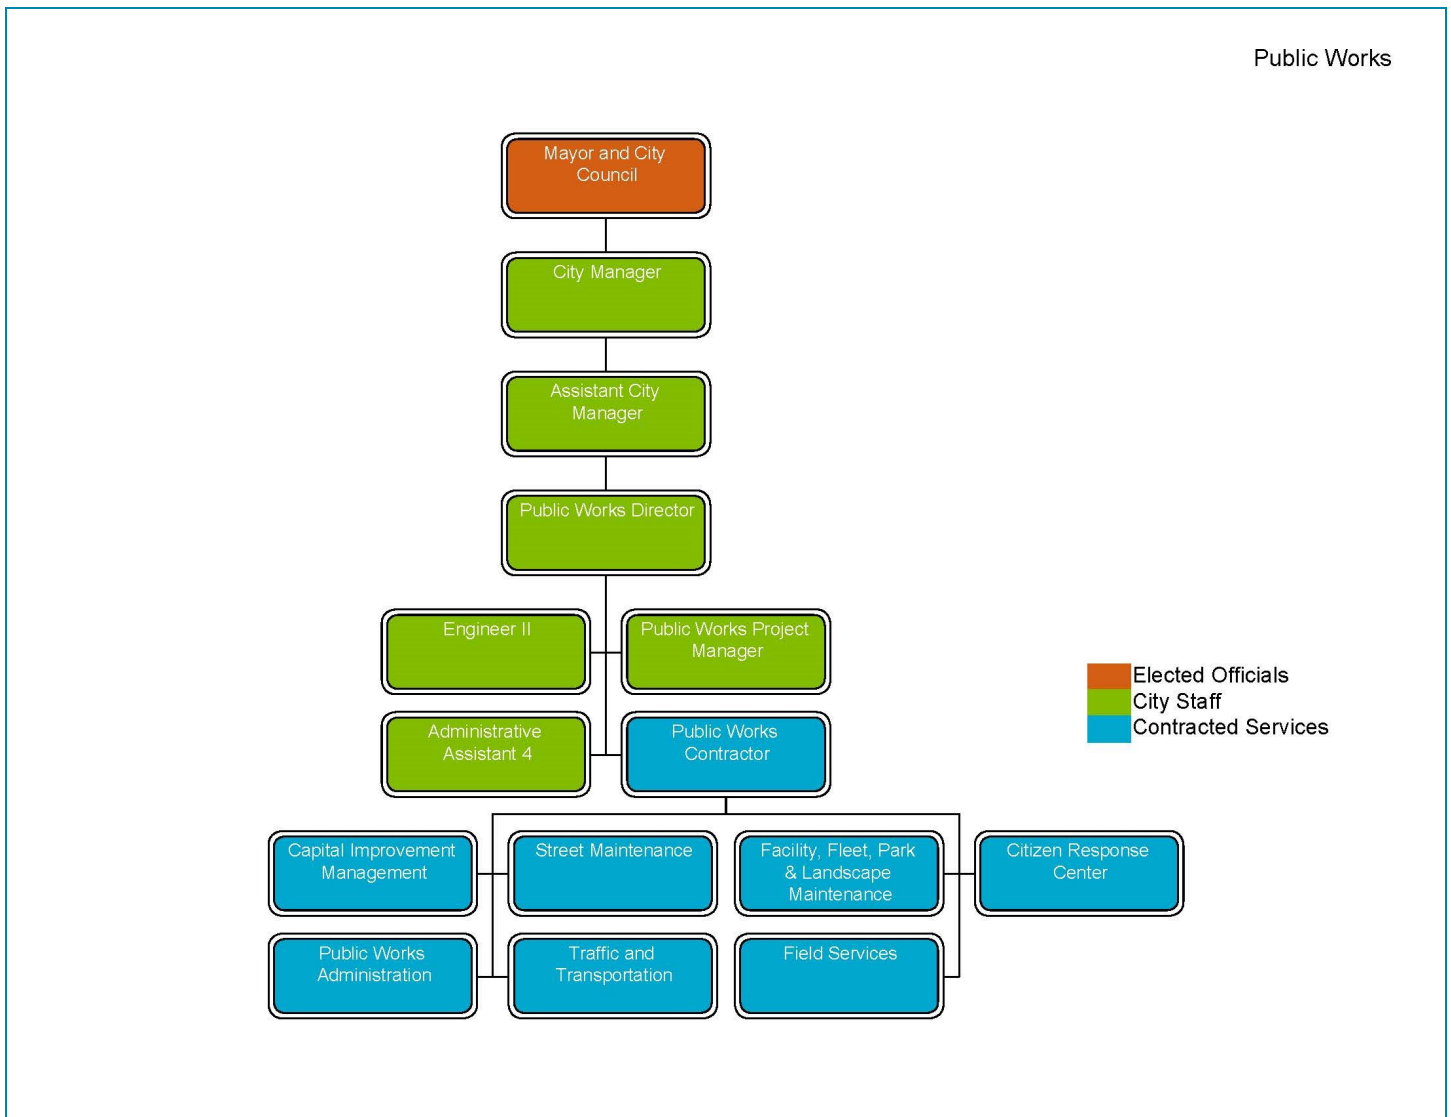 Public Works
Mayor and City
Council
City Manager
Assistant City
Manager
Public Works Director
Engineer II
Public Works Project
Manager
Administrative
Assistant 4
Public Works
Contractor
Elected Officials
City Staff
Contracted Services
Capital Improvement
Management
Street Maintenance
Facility, Fleet, Park
& Landscape
Maintenance
Citizen Response
Center
Public Works
Administration
Traffic and
Transportation
Field Services